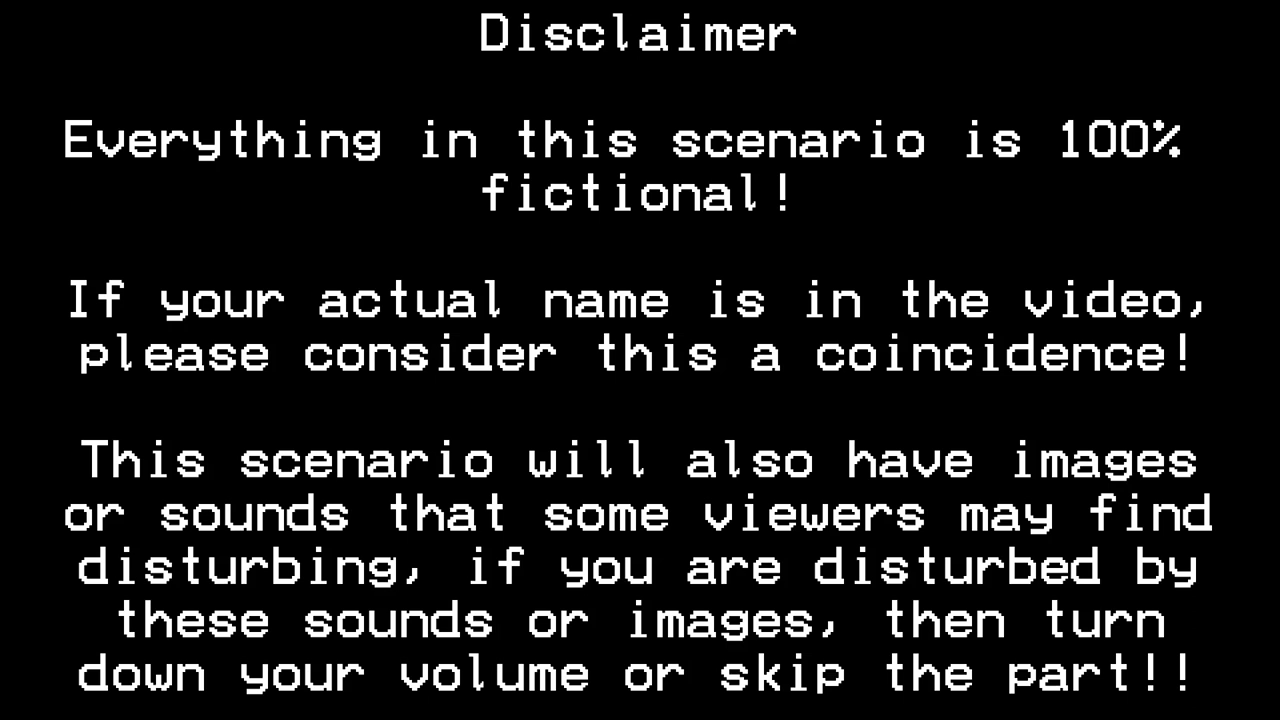 Disclaimer
Everything in this scenario is 100%
fictional!
If your actual name is in the video,
please consider this a coincidence!
This scenario will also have images
or sounds that some viewers may find
disturbing, if you are disturbed by
these sounds or images, then turn
down your volume or skip the part!!